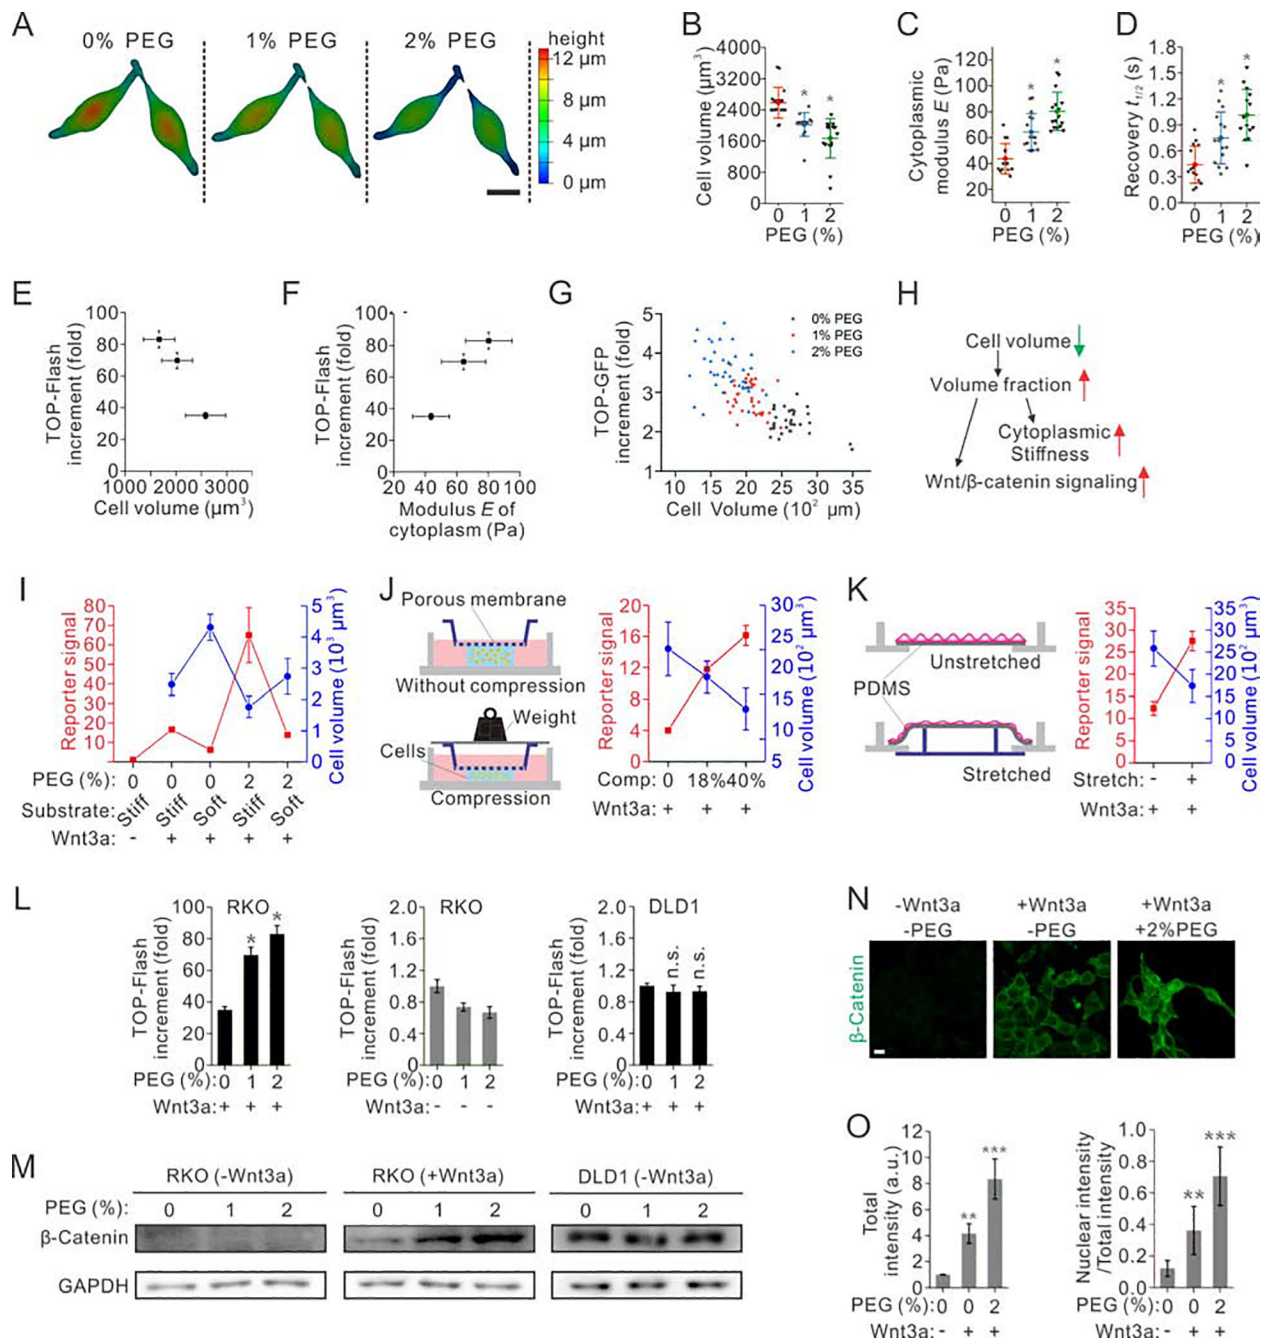 A
0% PEG
1% PEG
2% PEG
height
12 µm
8 µm
4 µm
0 µm
B
Cell volume (µm³)
4000
3200
2400
1600
800
0
0 1 2
PEG (%)
C
Cytoplasmic
modulus E (Pa)
120
100
80
60
40
20
* *
0 1 2
PEG (%)
D
Recovery t1/2 (s)
1.8
1.5
1.2
0.9
0.6
0.3
0.0
* *
0 1 2
PEG (%)
E
TOP-Flash
increment (fold)
100
80
60
40
20
0
1000 2000 3000
Cell volume (µm³)
F
TOP-Flash
increment (fold)
100
80
60
40
20
0
20 40 60 80 100
Modulus E of
cytoplasm (Pa)
G
TOP-GFP
increment (fold)
5
4
3
2
1
0% PEG
1% PEG
2% PEG
10 15 20 25 30 35
Cell Volume (10² µm)
H
Cell volume
Volume fraction
Cytoplasmic
Stiffness
Wnt/β-catenin signaling
I
Reporter signal
80
70
60
50
40
30
20
10
Cell volume (10³ µm³)
5
4
3
2
1
0
PEG (%): 0 0 0 2 2
Substrate: Stiff Stiff Soft Stiff Soft
Wnt3a: - + + + +
J
Porous membrane
Without compression
Weight
Cells
Compression
Reporter signal
20
16
12
8
4
0
Cell volume (10² µm³)
30
25
20
15
10
5
Comp: 0 18% 40%
Wnt3a: + + +
K
Unstretched
PDMS
Stretched
Reporter signal
35
30
25
20
15
10
5
0
Cell volume (10² µm³)
35
30
25
20
15
10
5
0
Stretch: - +
Wnt3a: + +
L
RKO
TOP-Flash
increment (fold)
100
80
60
40
20
0
* *
PEG (%): 0 1 2
Wnt3a: + + +
RKO
TOP-Flash
increment (fold)
2.0
1.6
1.2
0.8
0.4
0
PEG (%): 0 1 2
Wnt3a: - - -
DLD1
TOP-Flash
increment (fold)
2.0
1.6
1.2
0.8
0.4
0
n.s. n.s.
PEG (%): 0 1 2
Wnt3a: + + +
M
RKO (-Wnt3a)
RKO (+Wnt3a)
DLD1 (-Wnt3a)
PEG (%): 0 1 2 0 1 2 0 1 2
β-Catenin
GAPDH
N
-Wnt3a
-PEG
+Wnt3a
-PEG
+Wnt3a
+2%PEG
β-Catenin
O
Total
intensity (a.u.)
12
10
8
6
4
2
0
** ***
PEG (%): 0 0 2
Wnt3a: - + +
Nuclear intensity
/Total intensity
1.0
0.8
0.6
0.4
0.2
0.0
** ***
PEG (%): 0 0 2
Wnt3a: - + +